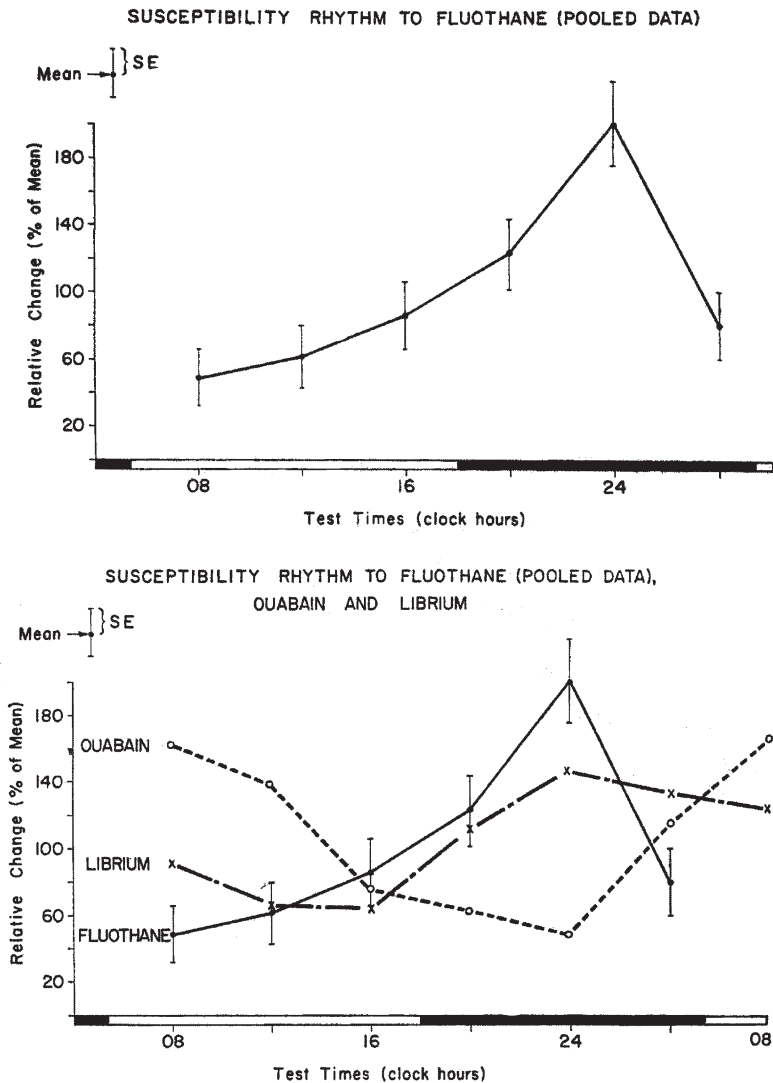 SUSCEPTIBILITY RHYTHM TO FLUOTHANE (POOLED DATA)
Mean
SE
Relative Change (% of Mean)
180
140
100
60
20
08
16
24
Test Times (clock hours)
SUSCEPTIBILITY RHYTHM TO FLUOTHANE (POOLED DATA),
OUABAIN AND LIBRIUM
Mean
SE
Relative Change (% of Mean)
180
OUABAIN
140
100
LIBRIUM
60
FLUOTHANE
20
08
16
24
08
Test Times (clock hours)